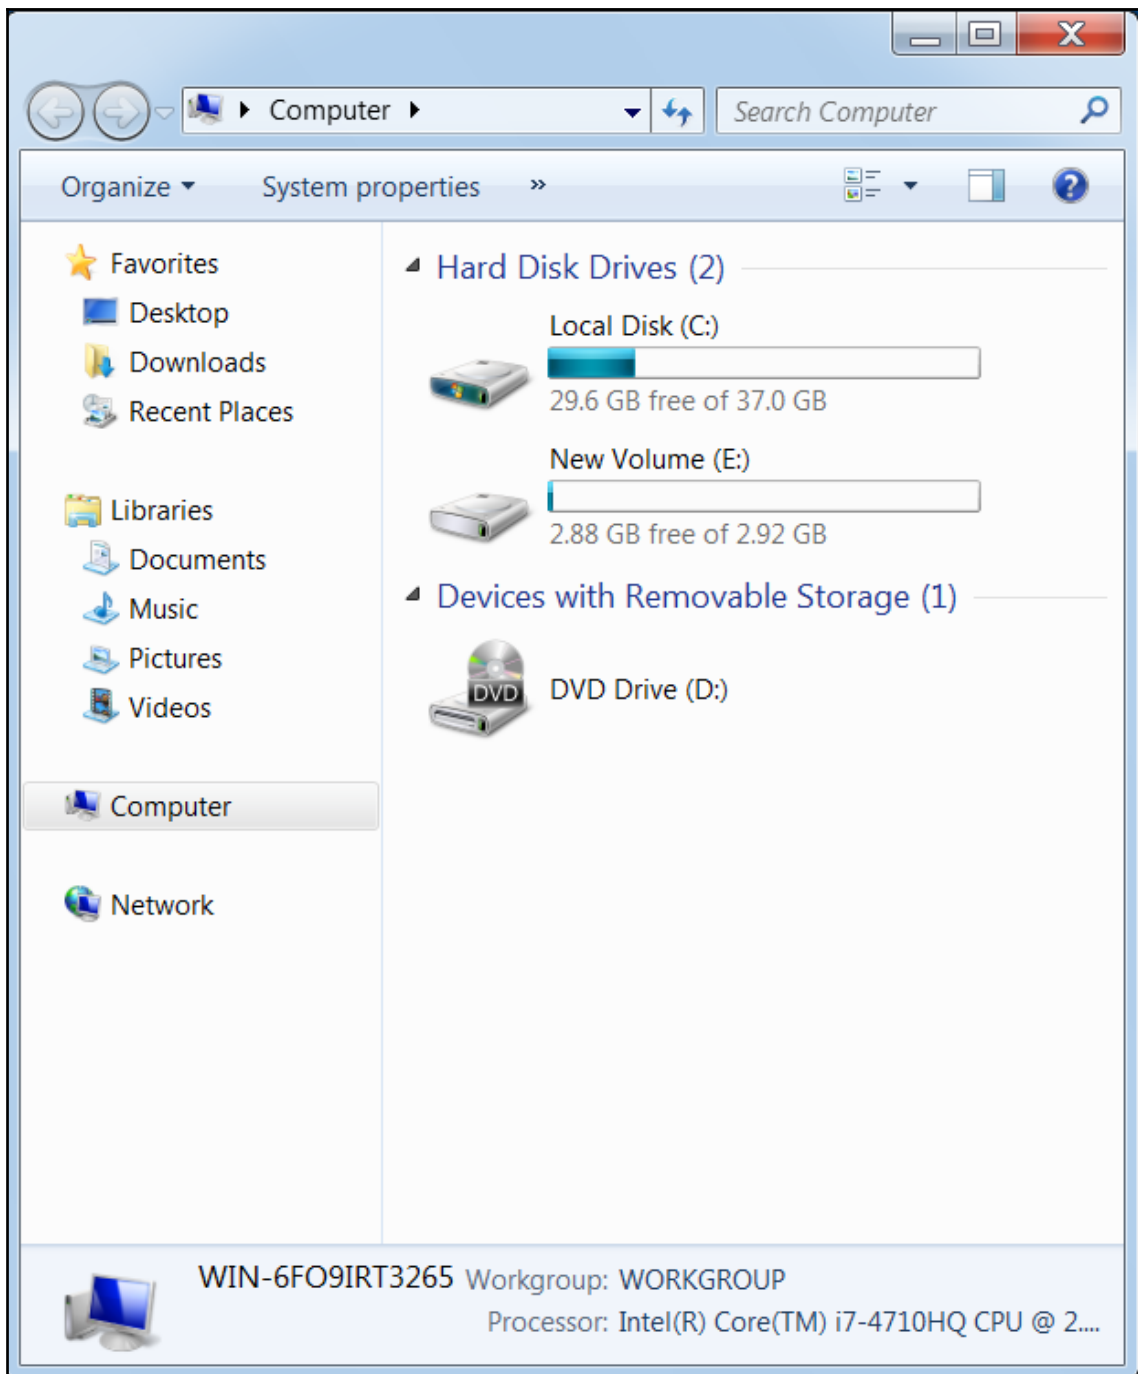 Computer
Search Computer
Organize
System properties
»
Favorites
Desktop
Downloads
Recent Places
Libraries
Documents
Music
Pictures
Videos
Computer
Network
Hard Disk Drives (2)
Local Disk (C:)
29.6 GB free of 37.0 GB
New Volume (E:)
2.88 GB free of 2.92 GB
Devices with Removable Storage (1)
DVD
DVD Drive (D:)
WIN-6FO9IRT3265 Workgroup: WORKGROUP
Processor: Intel(R) Core(TM) i7-4710HQ CPU @ 2....